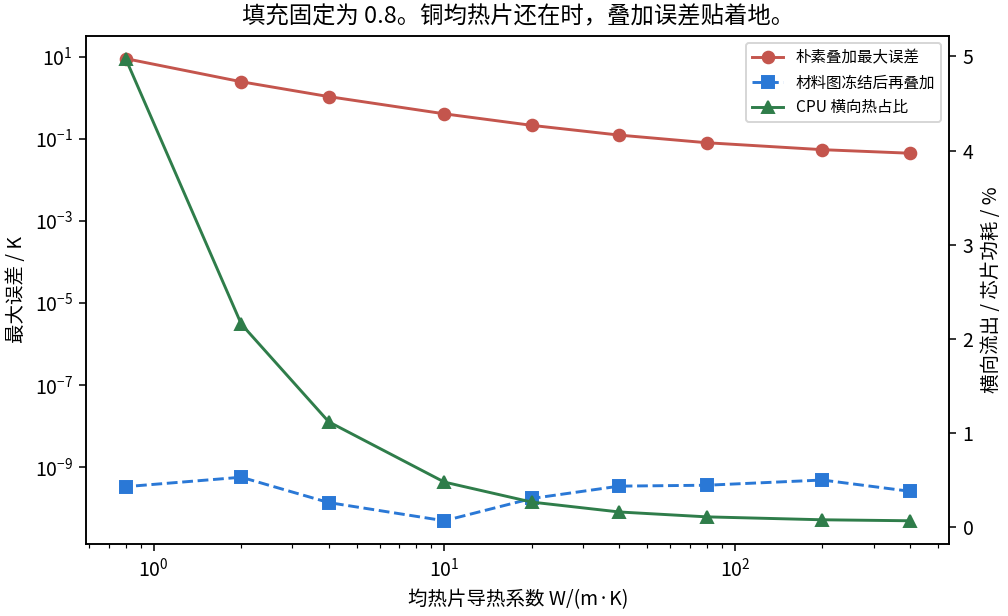 填充固定为 0.8。铜均热片还在时，叠加误差贴着地。
朴素叠加最大误差
材料图冻结后再叠加
CPU 横向热占比
最大误差 / K
10¹
10⁻¹
10⁻³
10⁻⁵
10⁻⁷
10⁻⁹
5
4
3
2
1
0
横向流出 / 芯片功耗 / %
10⁰
10¹
10²
均热片导热系数 W/(m·K)